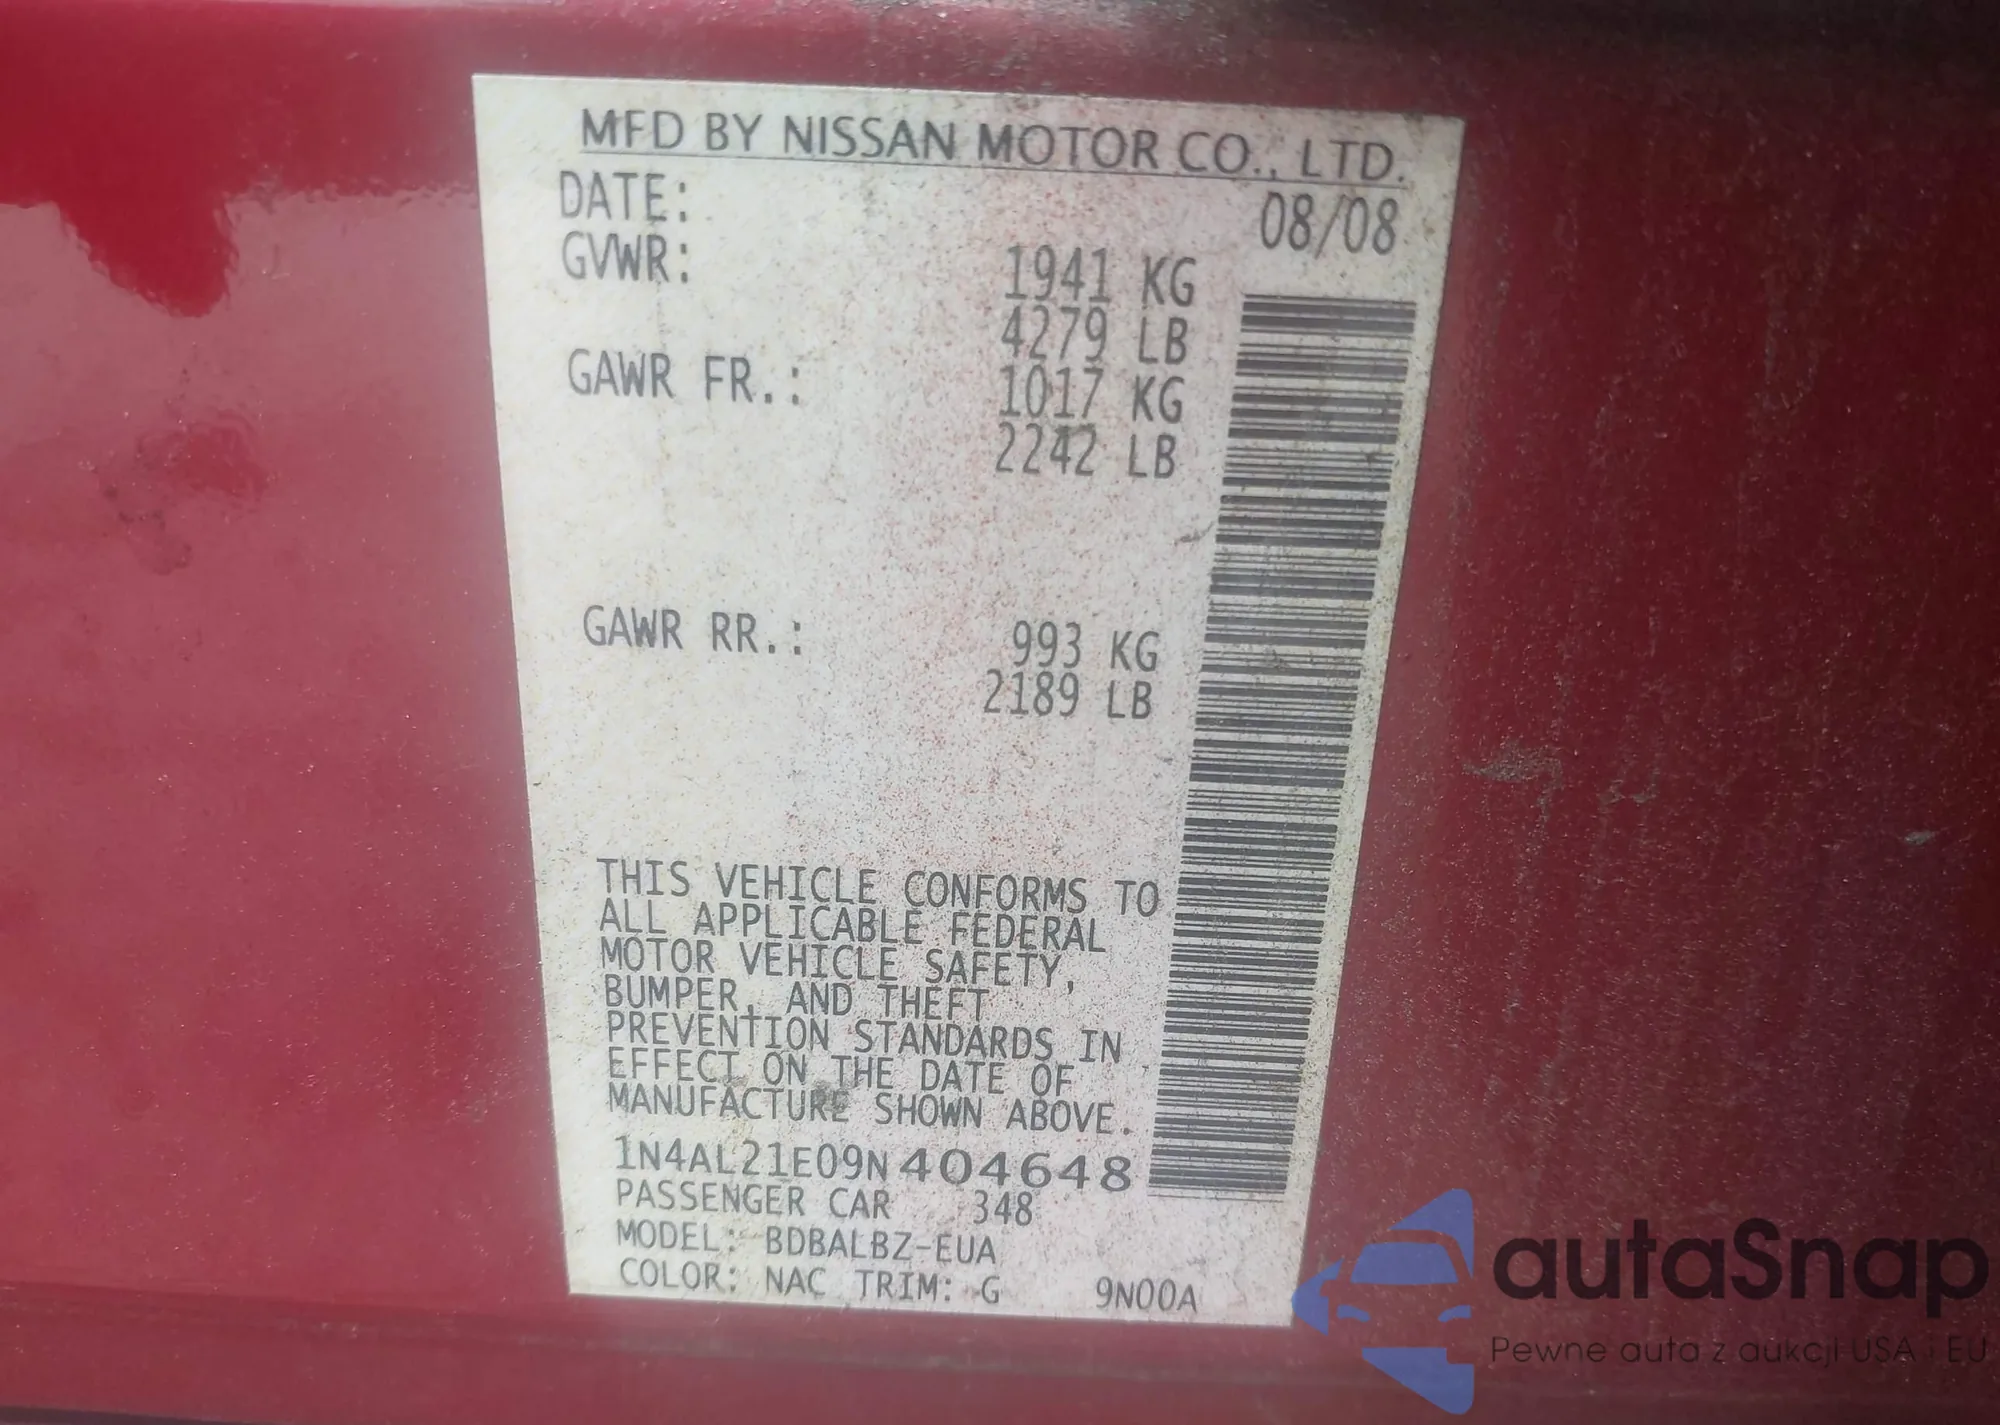 MFD BY NISSAN MOTOR CO., LTD.
DATE: 08/08
GVWR: 1941 KG
4279 LB
GAWR FR.: 1017 KG
2242 LB
GAWR RR.: 993 KG
2189 LB
THIS VEHICLE CONFORMS TO
ALL APPLICABLE FEDERAL
MOTOR VEHICLE SAFETY,
BUMPER, AND THEFT
PREVENTION STANDARDS IN
EFFECT ON THE DATE OF
MANUFACTURE SHOWN ABOVE.
1N4AL21E09N404648
PASSENGER CAR 348
MODEL: BDBALBZ-EUA
COLOR: NAC TRIM: G 9N00A
autaSnap
Pewne auta z aukcji USA i EU